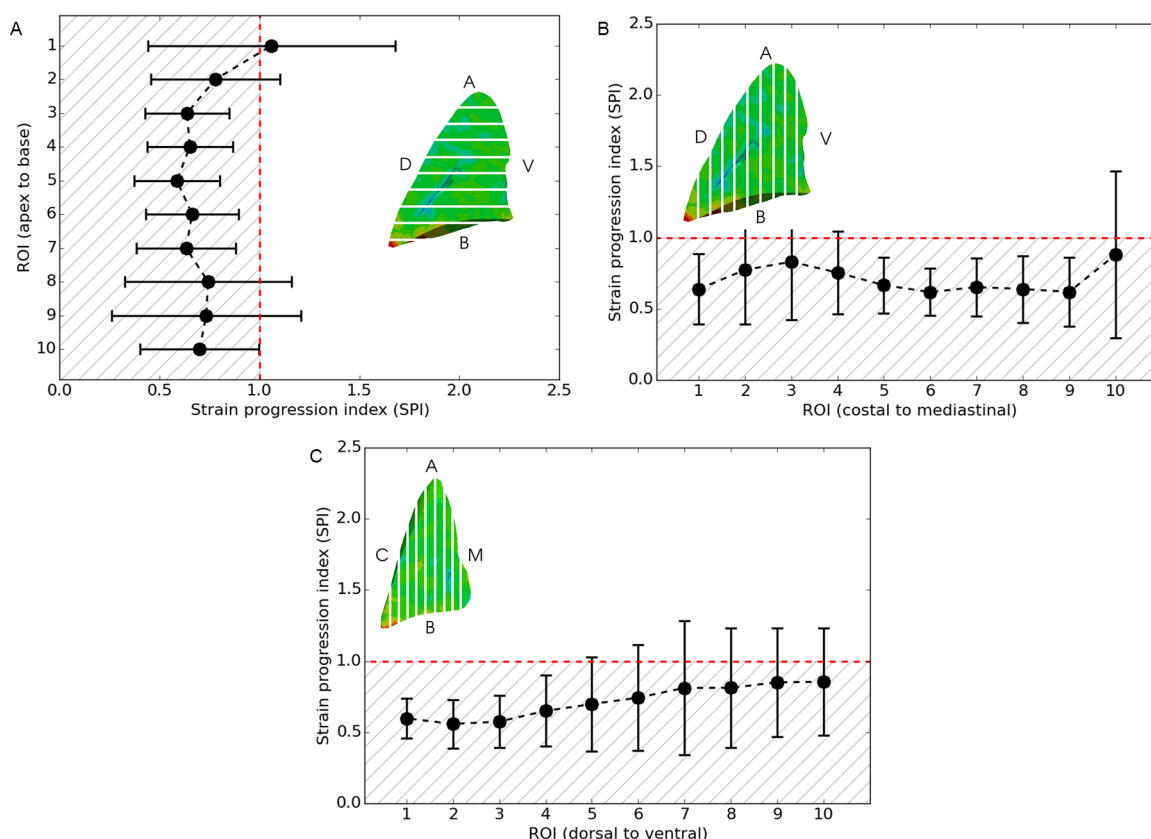 A
1
2
3
4
5
6
7
8
9
10
ROI (apex to base)
A
D
V
B
0.0 0.5 1.0 1.5 2.0 2.5
Strain progression index (SPI)
B
2.5
2.0
1.5
1.0
0.5
0.0
Strain progression index (SPI)
A
D
V
B
1 2 3 4 5 6 7 8 9 10
ROI (costal to mediastinal)
C
2.5
2.0
1.5
1.0
0.5
0.0
Strain progression index (SPI)
A
C
M
B
1 2 3 4 5 6 7 8 9 10
ROI (dorsal to ventral)